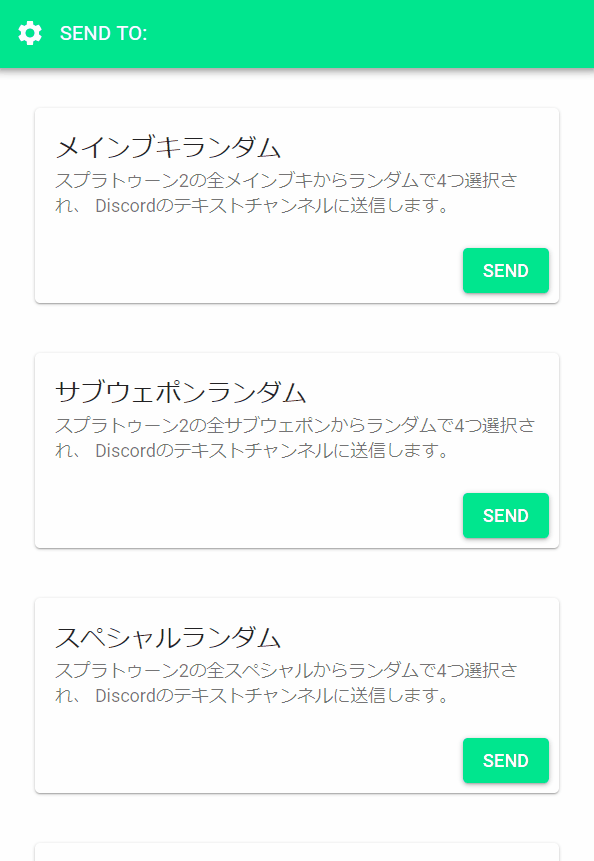 SEND TO:
メインブキランダム
スプラトゥーン2の全メインブキからランダムで4つ選択さ
れ、 Discordのテキストチャンネルに送信します。
SEND
サブウェポンランダム
スプラトゥーン2の全サブウェポンからランダムで4つ選択さ
れ、 Discordのテキストチャンネルに送信します。
SEND
スペシャルランダム
スプラトゥーン2の全スペシャルからランダムで4つ選択さ
れ、 Discordのテキストチャンネルに送信します。
SEND